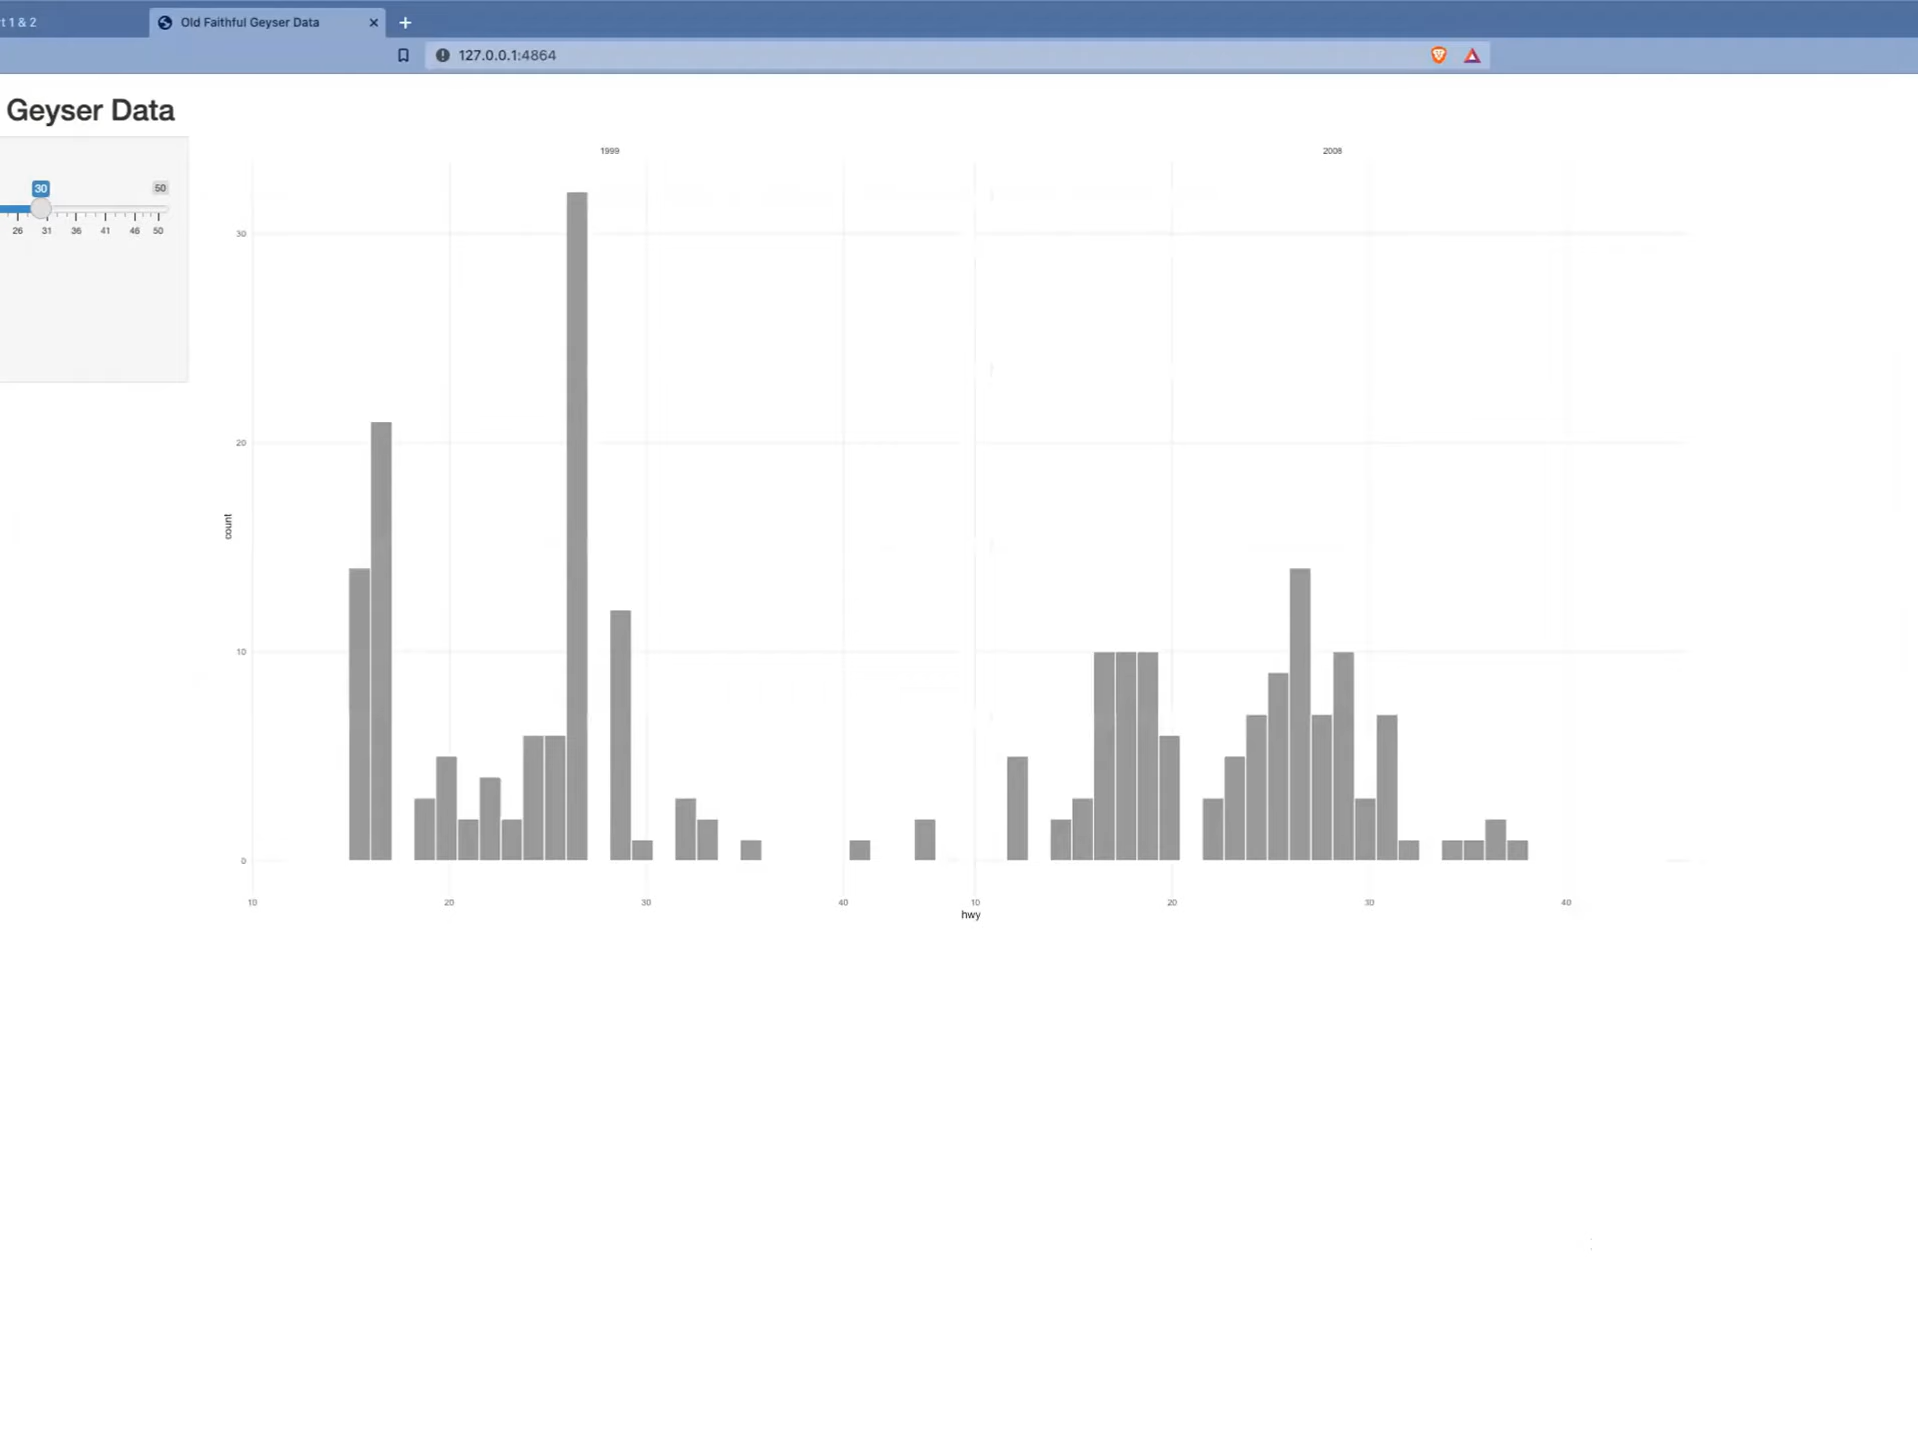 t 1 & 2
Old Faithful Geyser Data
127.0.0.1:4864
Geyser Data
30
50
26 31 36 41 46 50
1999
2008
30
20
10
0
count
10 20 30 40 10 20 30 40
hwy